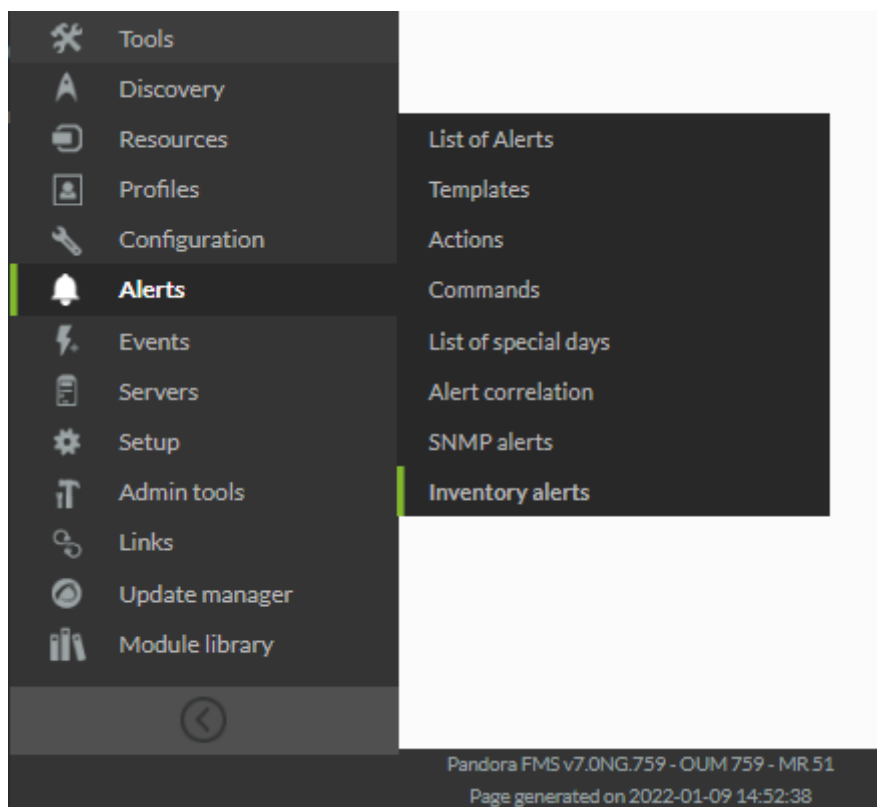 Tools
Discovery
Resources
Profiles
Configuration
Alerts
Events
Servers
Setup
Admin tools
Links
Update manager
Module library
List of Alerts
Templates
Actions
Commands
List of special days
Alert correlation
SNMP alerts
Inventory alerts
Pandora FMS v7.0NG.759 - OUM 759 - MR 51
Page generated on 2022-01-09 14:52:38